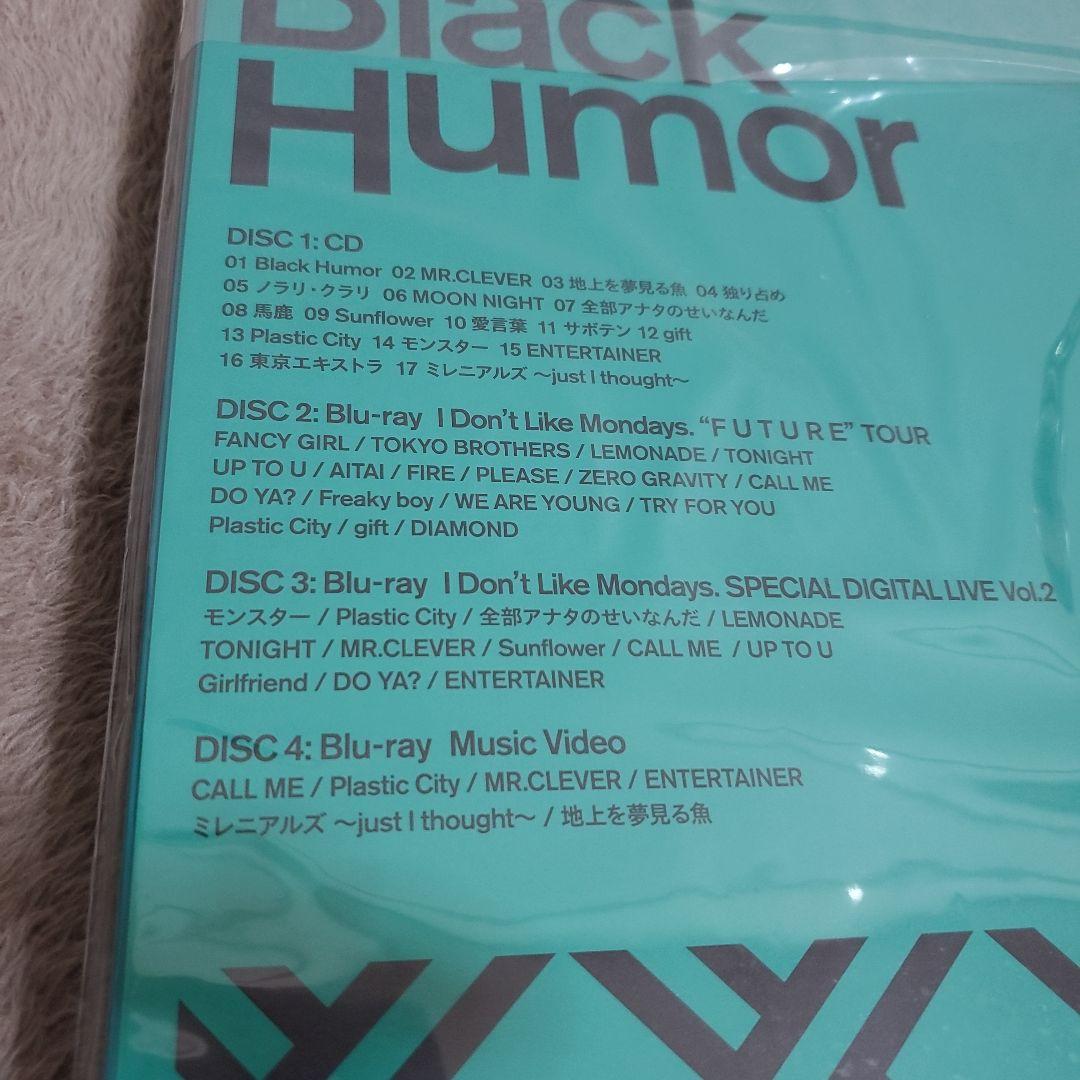 Black
Humor
DISC 1: CD
01 Black Humor 02 MR.CLEVER 03 地上を夢見る魚 04 独り占め
05 ノラリ・クラリ 06 MOON NIGHT 07 全部アナタのせいなんだ
08 馬鹿 09 Sunflower 10 愛言葉 11 サボテン 12 gift
13 Plastic City 14 モンスター 15 ENTERTAINER
16 東京エキストラ 17 ミレニアルズ 〜just I thought〜
DISC 2: Blu-ray I Don't Like Mondays. “F U T U R E” TOUR
FANCY GIRL / TOKYO BROTHERS / LEMONADE / TONIGHT
UP TO U / AITAI / FIRE / PLEASE / ZERO GRAVITY / CALL ME
DO YA? / Freaky boy / WE ARE YOUNG / TRY FOR YOU
Plastic City / gift / DIAMOND
DISC 3: Blu-ray I Don't Like Mondays. SPECIAL DIGITAL LIVE Vol.2
モンスター / Plastic City / 全部アナタのせいなんだ / LEMONADE
TONIGHT / MR.CLEVER / Sunflower / CALL ME / UP TO U
Girlfriend / DO YA? / ENTERTAINER
DISC 4: Blu-ray Music Video
CALL ME / Plastic City / MR.CLEVER / ENTERTAINER
ミレニアルズ 〜just I thought〜 / 地上を夢見る魚